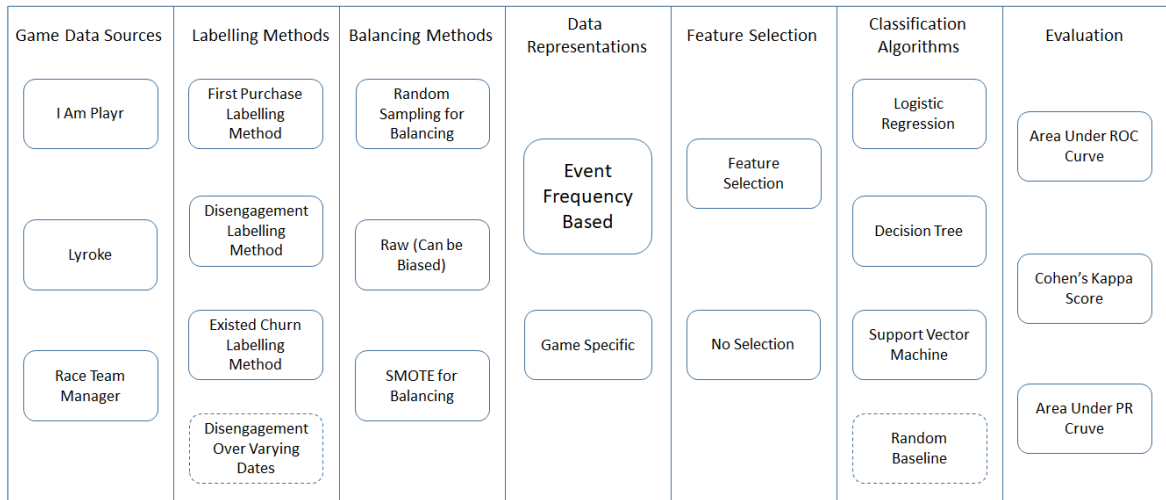 Game Data Sources
I Am Playr
Lyroke
Race Team
Manager
Labelling Methods
First Purchase
Labelling
Method
Disengagement
Labelling
Method
Existed Churn
Labelling
Method
Disengagement
Over Varying
Dates
Balancing Methods
Random
Sampling for
Balancing
Raw (Can be
Biased)
SMOTE for
Balancing
Data
Representations
Event
Frequency
Based
Game Specific
Feature Selection
Feature
Selection
No Selection
Classification
Algorithms
Logistic
Regression
Decision Tree
Support Vector
Machine
Random
Baseline
Evaluation
Area Under ROC
Curve
Cohen's Kappa
Score
Area Under PR
Cruve